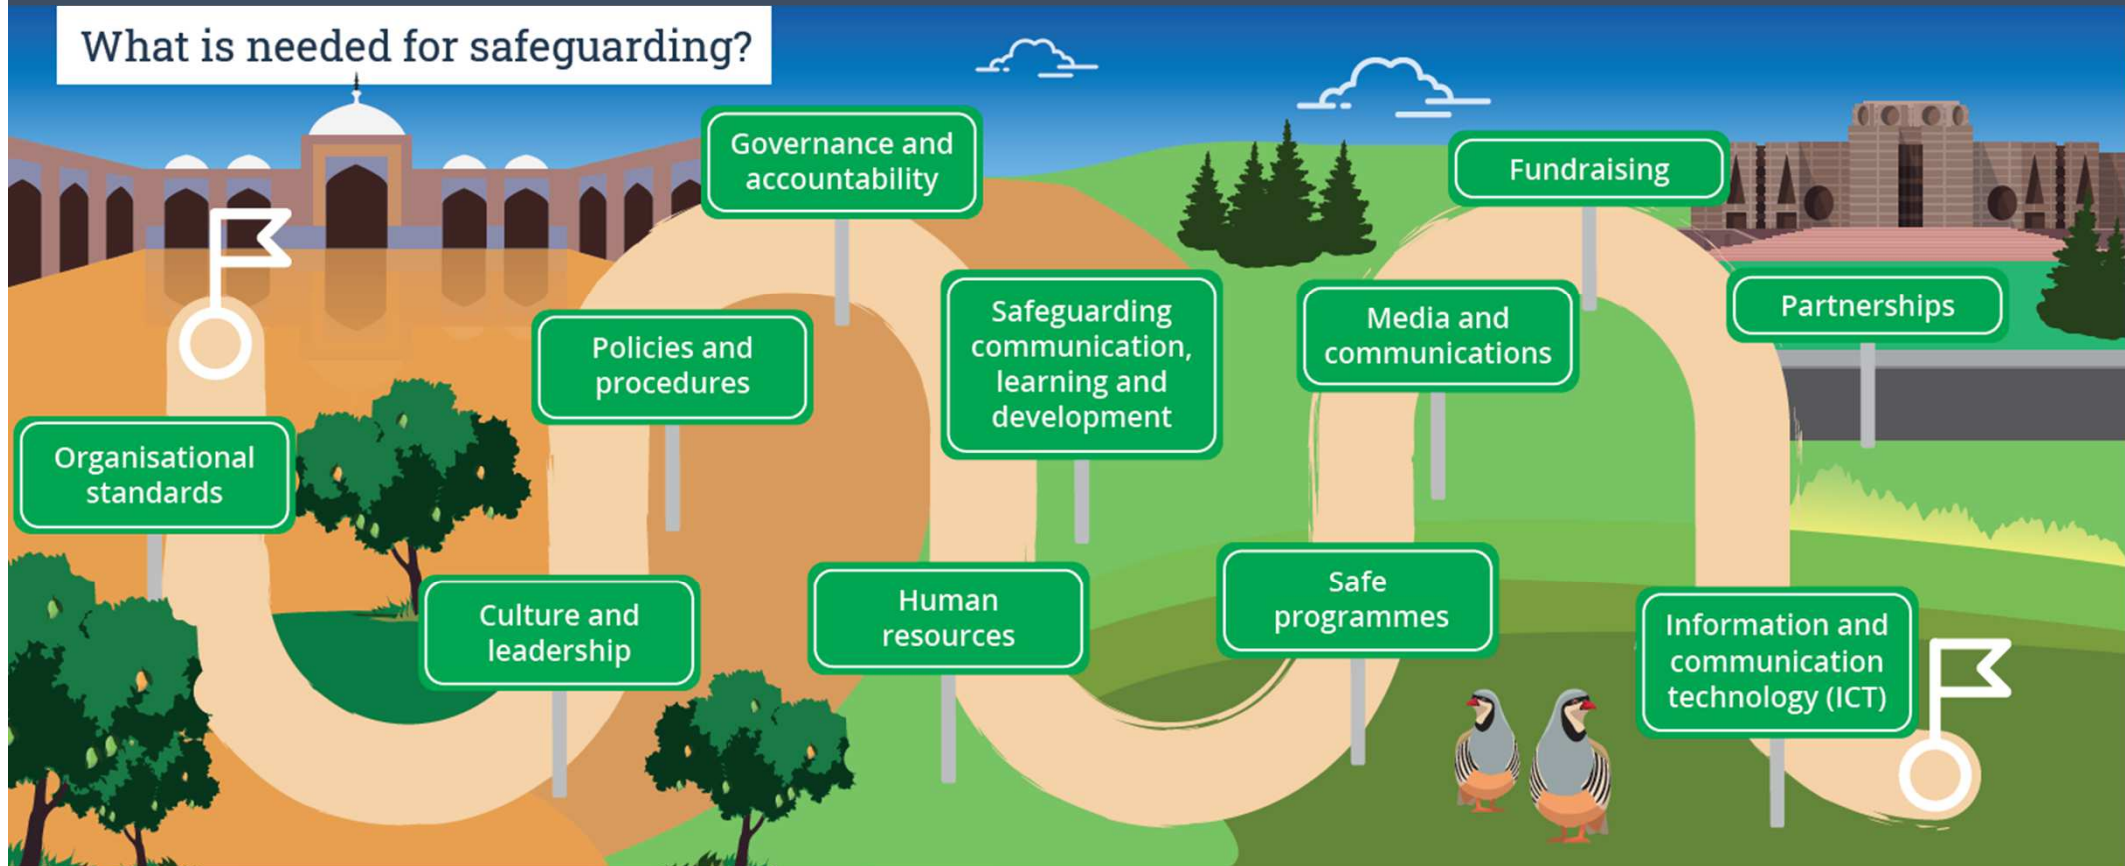 What is needed for safeguarding?
Organisational
standards
Culture and
leadership
Policies and
procedures
Governance and
accountability
Safeguarding
communication,
learning and
development
Human
resources
Safe
programmes
Media and
communications
Fundraising
Partnerships
Information and
communication
technology (ICT)